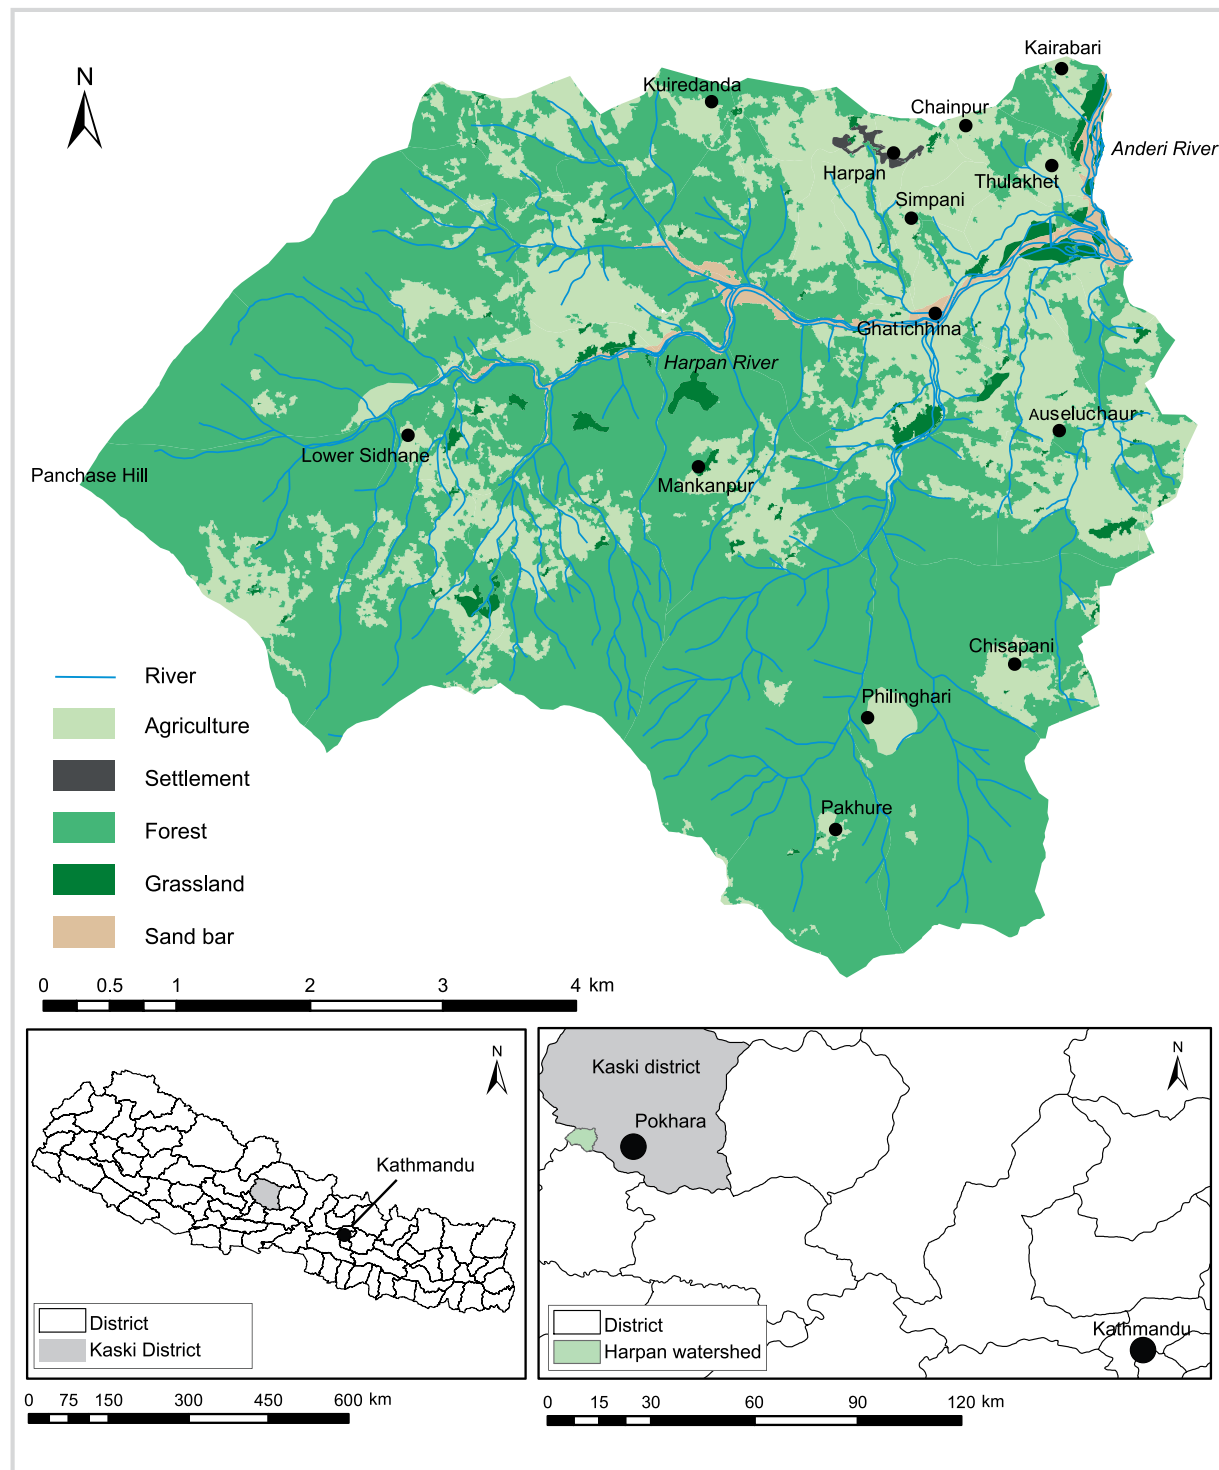 Kairabari
N
Kuiredanda
Chainpur
Anderi River
Harpan
Thulakhet
Simpani
Ghatichhina
Harpan River
Auseluchaur
Lower Sidhane
Panchase Hill
Mankanpur
Chisapani
Philinghari
Pakhure
River
Agriculture
Settlement
Forest
Grassland
Sand bar
0 0.5 1 2 3 4 km
N
Kathmandu
District
Kaski District
0 75 150 300 450 600 km
N
Kaski district
Pokhara
Kathmandu
District
Harpan watershed
0 15 30 60 90 120 km